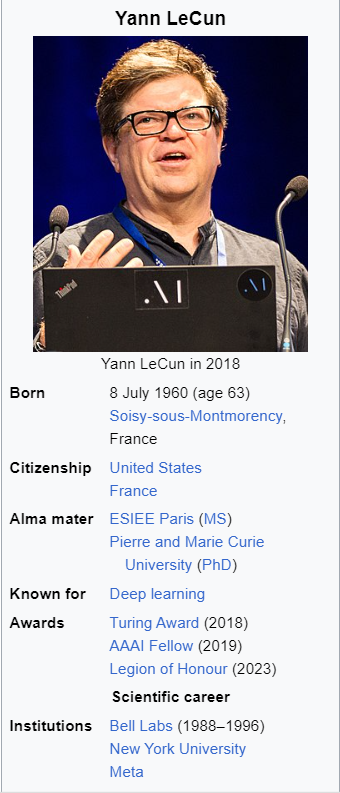 Yann LeCun
ThinkPad
.\I
.\I
Yann LeCun in 2018
Born 8 July 1960 (age 63)
Soisy-sous-Montmorency,
France
Citizenship United States
France
Alma mater ESIEE Paris (MS)
Pierre and Marie Curie
University (PhD)
Known for Deep learning
Awards Turing Award (2018)
AAAI Fellow (2019)
Legion of Honour (2023)
Scientific career
Institutions Bell Labs (1988–1996)
New York University
Meta